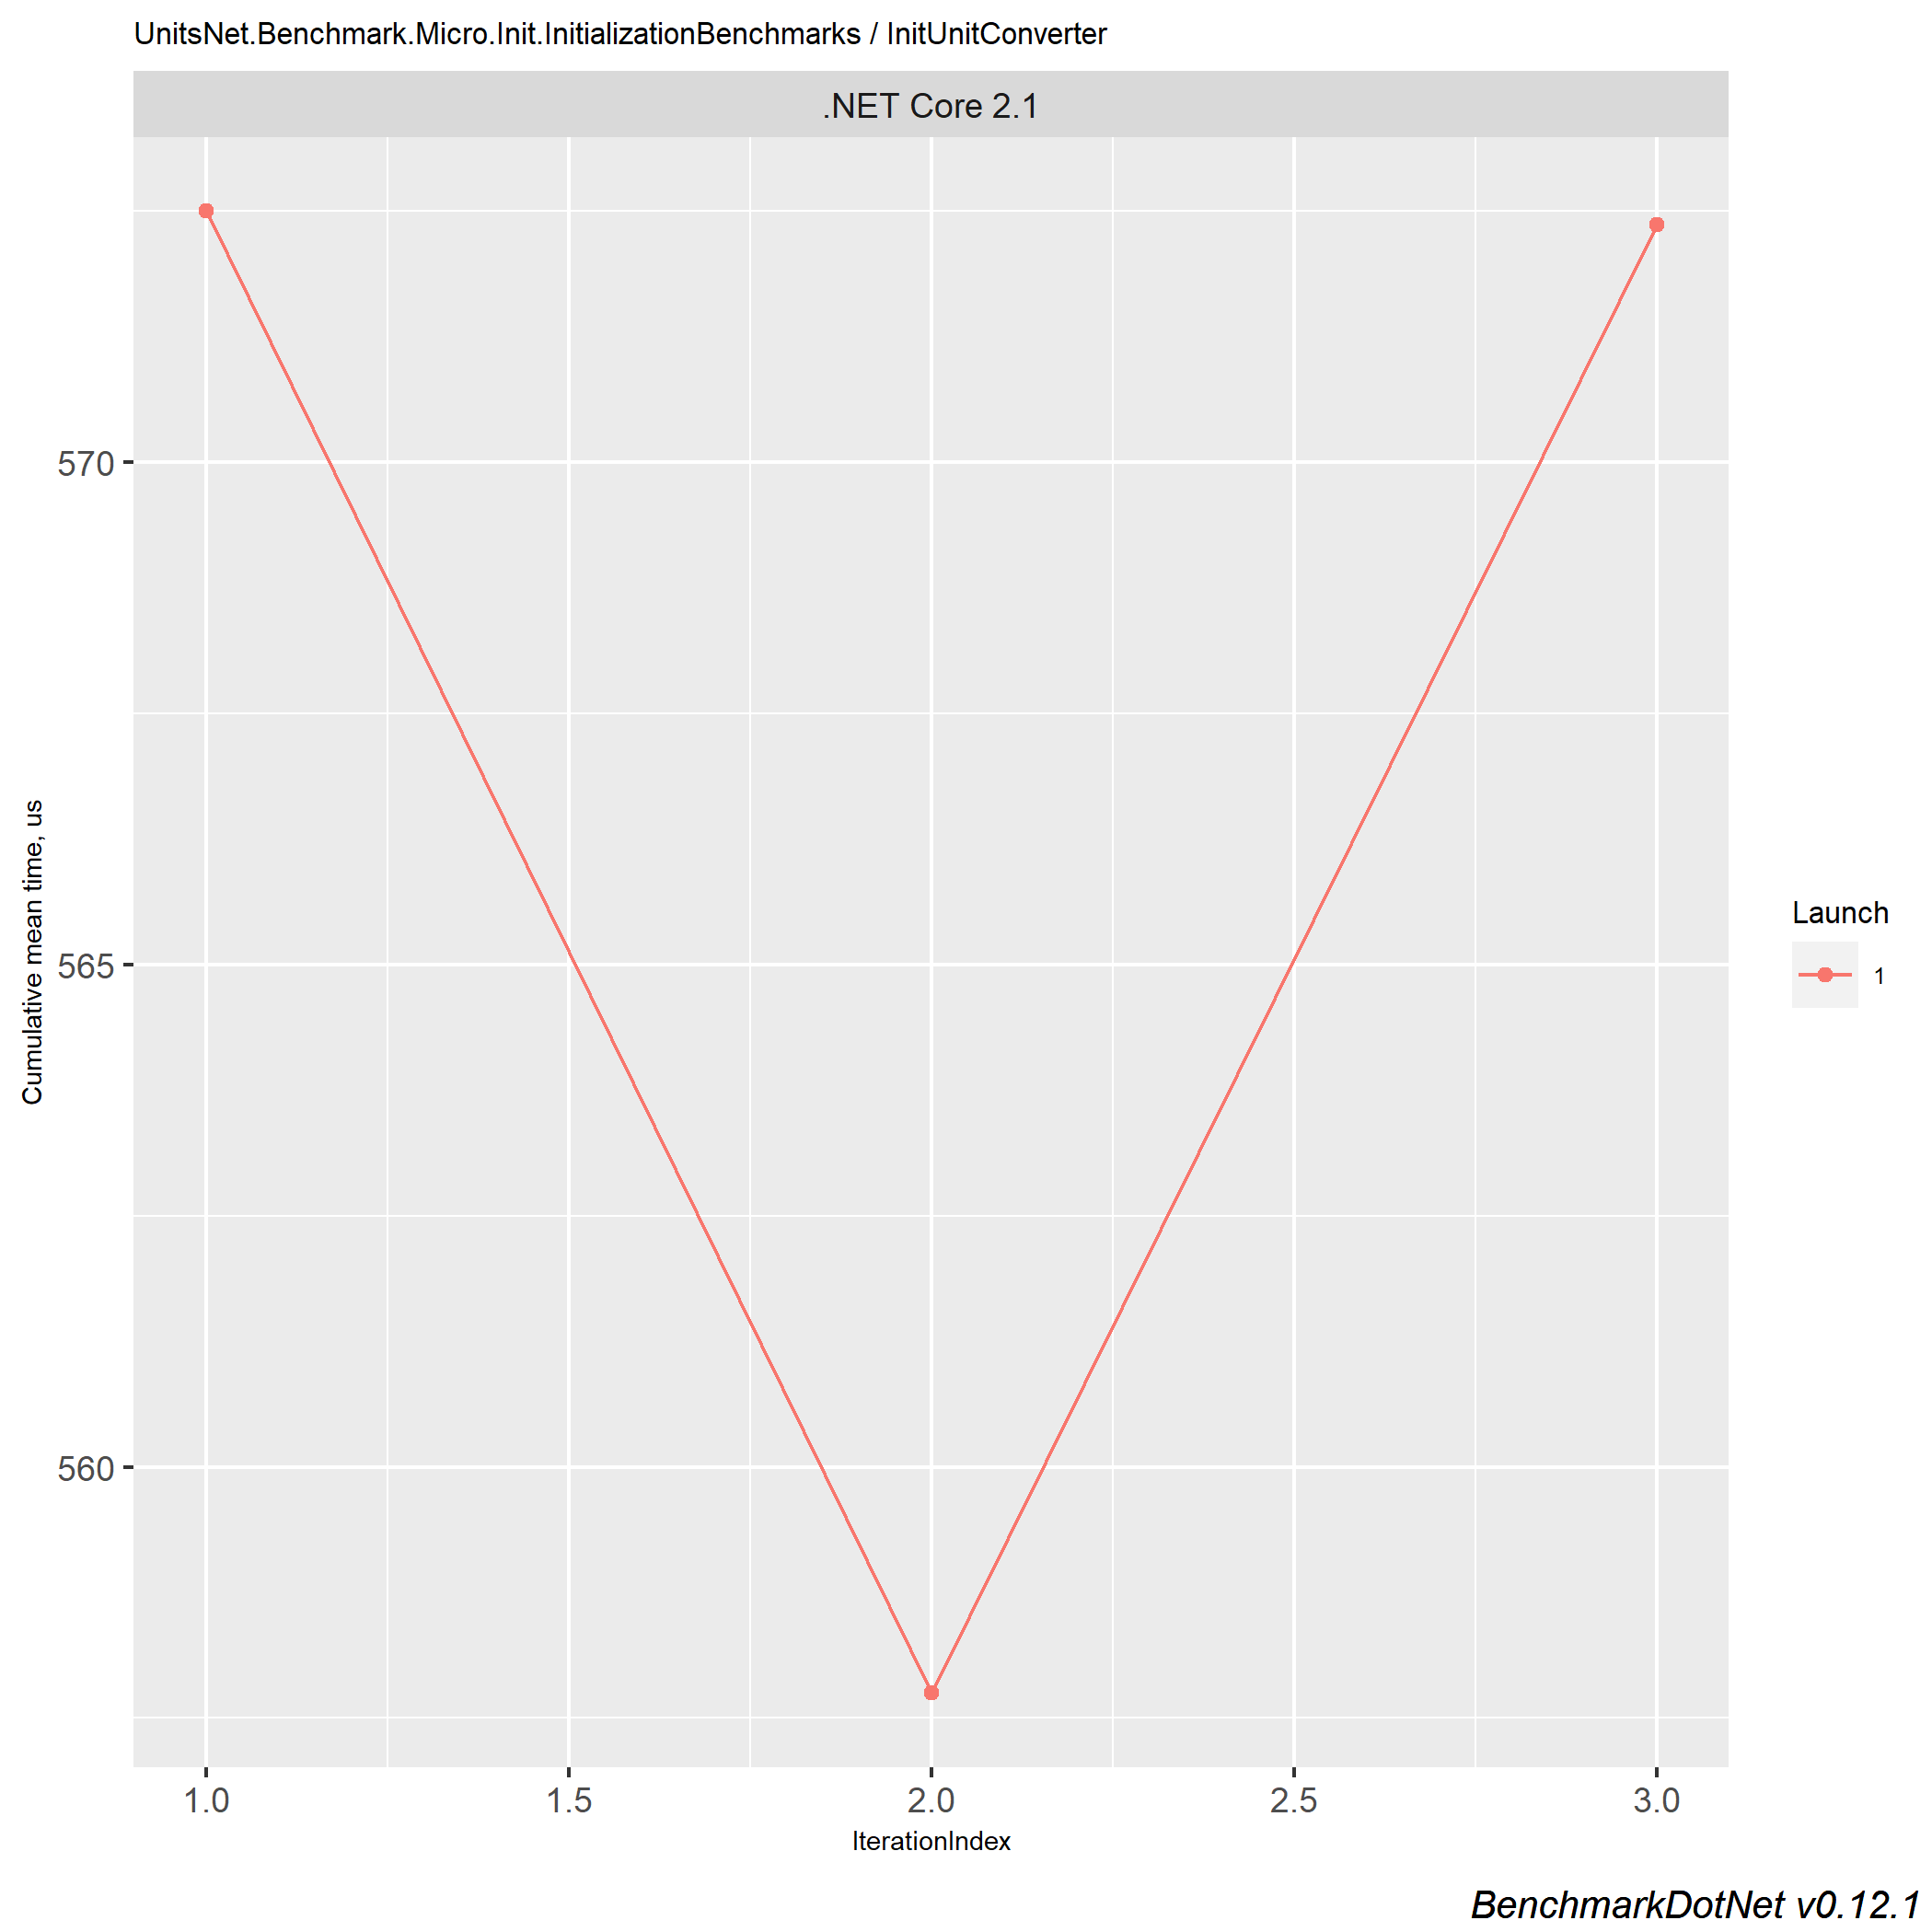 UnitsNet.Benchmark.Micro.Init.InitializationBenchmarks / InitUnitConverter
.NET Core 2.1
570
565
560
Cumulative mean time, us
1.0 1.5 2.0 2.5 3.0
IterationIndex
Launch
1
BenchmarkDotNet v0.12.1